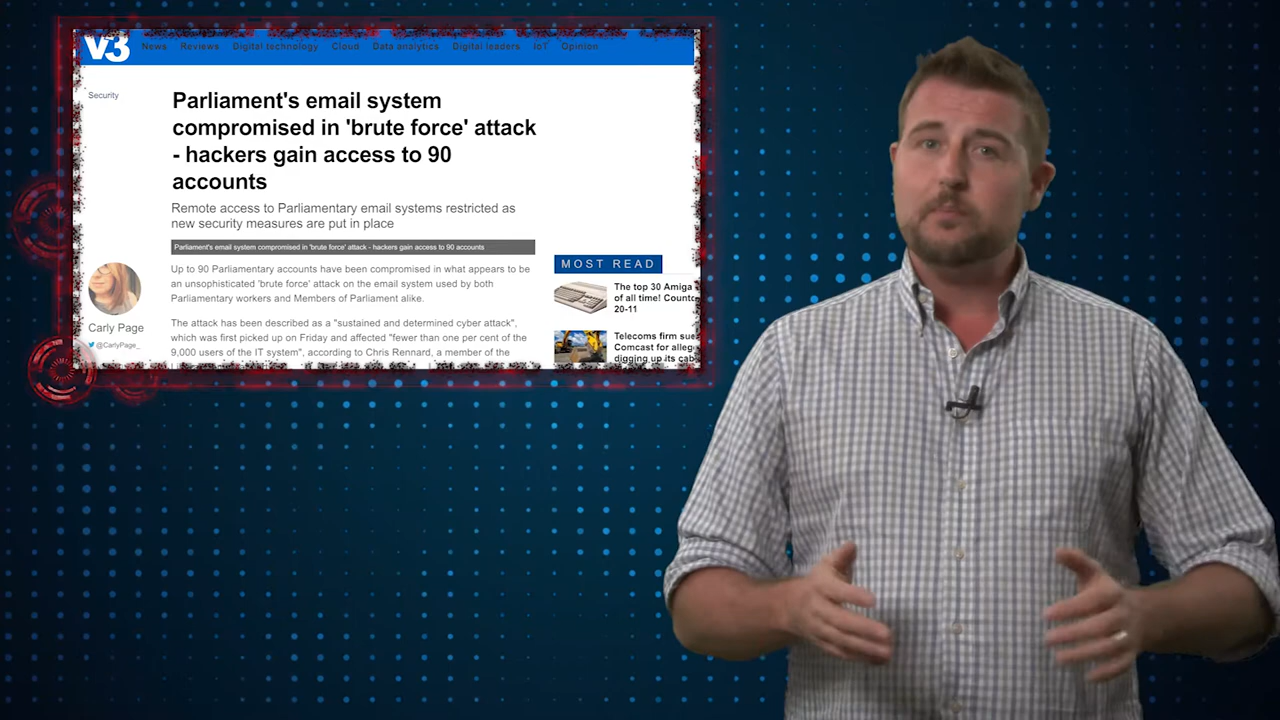 V3
News Reviews Digital technology Cloud Data analytics Digital leaders IoT Opinion
Security
Parliament's email system
compromised in 'brute force' attack
- hackers gain access to 90
accounts
Remote access to Parliamentary email systems restricted as
new security measures are put in place
Parliament's email system compromised in 'brute force' attack - hackers gain access to 90 accounts
Up to 90 Parliamentary accounts have been compromised in what appears to be
an unsophisticated 'brute force' attack on the email system used by both
Parliamentary workers and Members of Parliament alike.
Carly Page
@CarlyPage_
The attack has been described as a "sustained and determined cyber attack",
which was first picked up on Friday and affected "fewer than one per cent of the
9,000 users of the IT system", according to Chris Rennard, a member of the
MOST READ
The top 30 Amiga
of all time!
20-11
Telecoms firm
Comcast for
digging up its